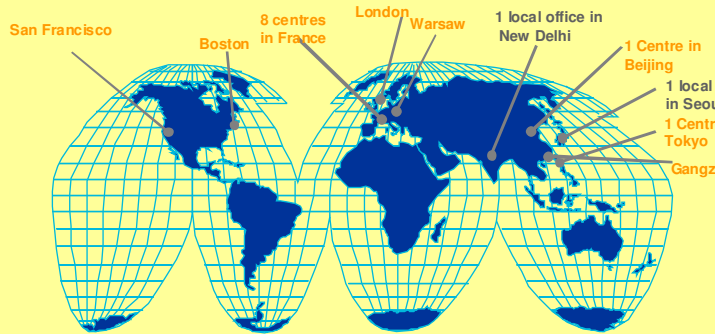 San Francisco
Boston
8 centres
in France
London
Warsaw
1 local office in
New Delhi
1 Centre in
Beijing
1 local
in Seou
1 Centr
Tokyo
Gangz